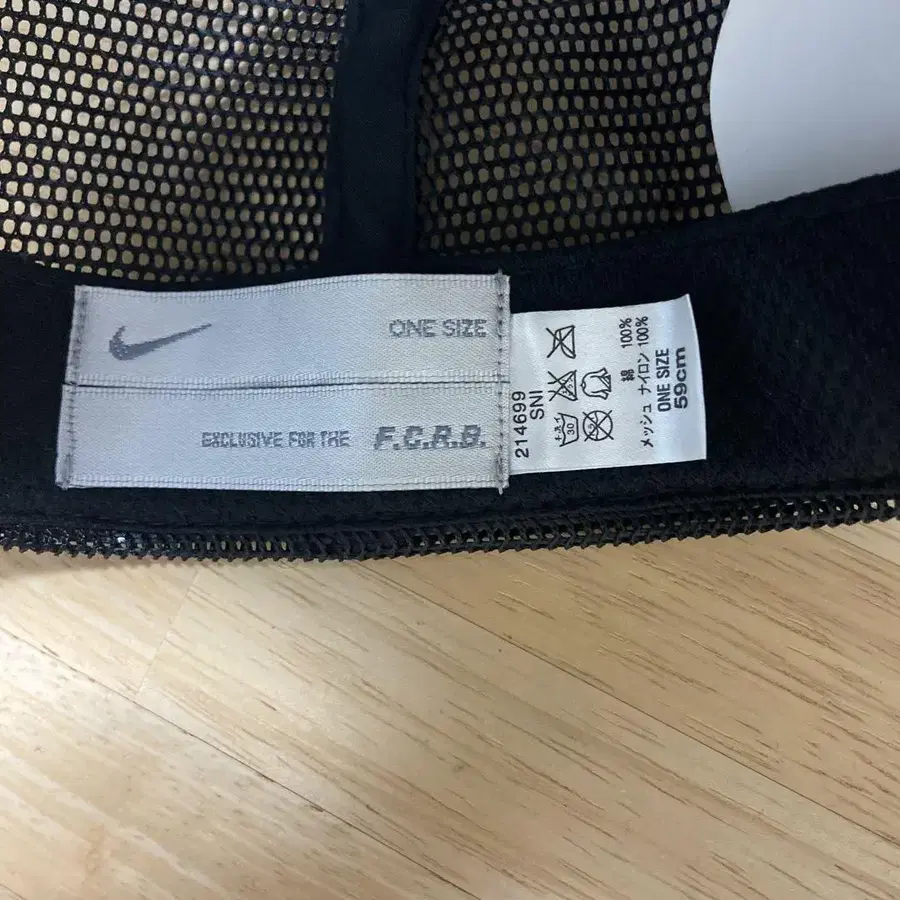 ONE SIZE
EXCLUSIVE FOR THE F.C.R.B.
214699
SNI
綿 100%
メッシュ ナイロン 100%
ONE SIZE
59cm